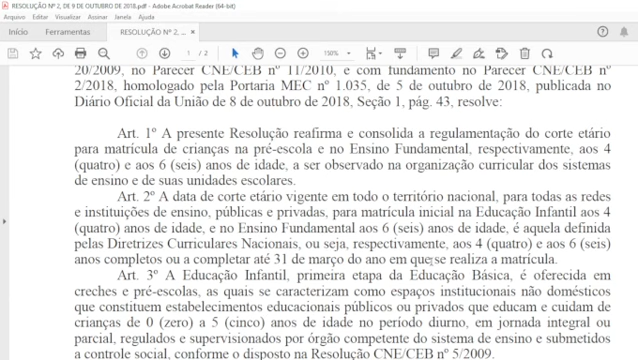 RESOLUÇÃO Nº 2, DE 9 DE OUTUBRO DE 2018.pdf - Adobe Acrobat Reader (64-bit)
Arquivo Editar Visualizar Assinar Janela Ajuda
Início Ferramentas RESOLUÇÃO Nº 2, ... ×
1 / 2 150%
20/2009, no Parecer CNE/CEB nº 11/2010, e com fundamento no Parecer CNE/CEB nº
2/2018, homologado pela Portaria MEC nº 1.035, de 5 de outubro de 2018, publicada no
Diário Oficial da União de 8 de outubro de 2018, Seção 1, pág. 43, resolve:
Art. 1º A presente Resolução reafirma e consolida a regulamentação do corte etário
para matrícula de crianças na pré-escola e no Ensino Fundamental, respectivamente, aos 4
(quatro) e aos 6 (seis) anos de idade, a ser observado na organização curricular dos sistemas
de ensino e de suas unidades escolares.
Art. 2º A data de corte etário vigente em todo o território nacional, para todas as redes
e instituições de ensino, públicas e privadas, para matrícula inicial na Educação Infantil aos 4
(quatro) anos de idade, e no Ensino Fundamental aos 6 (seis) anos de idade, é aquela definida
pelas Diretrizes Curriculares Nacionais, ou seja, respectivamente, aos 4 (quatro) e aos 6 (seis)
anos completos ou a completar até 31 de março do ano em que se realiza a matrícula.
Art. 3º A Educação Infantil, primeira etapa da Educação Básica, é oferecida em
creches e pré-escolas, as quais se caracterizam como espaços institucionais não domésticos
que constituem estabelecimentos educacionais públicos ou privados que educam e cuidam de
crianças de 0 (zero) a 5 (cinco) anos de idade no período diurno, em jornada integral ou
parcial, regulados e supervisionados por órgão competente do sistema de ensino e submetidos
a controle social, conforme o disposto na Resolução CNE/CEB nº 5/2009.